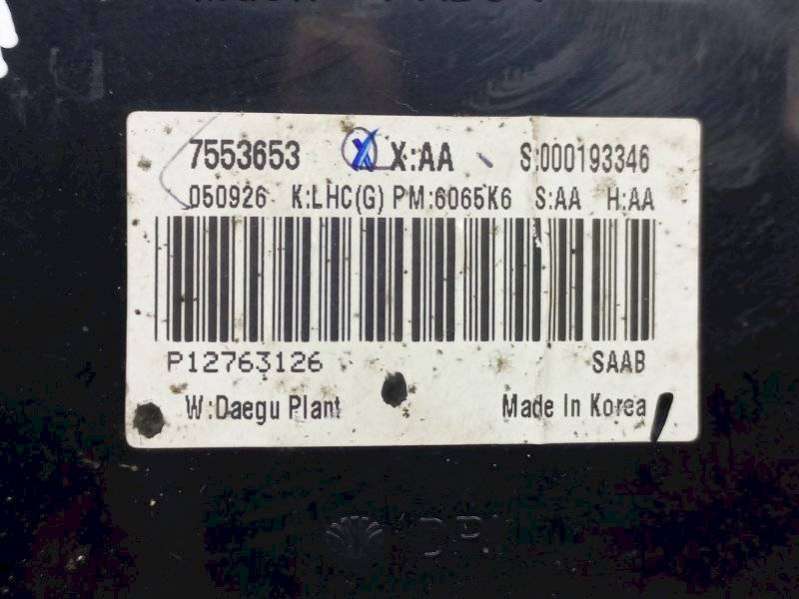 7553653 X X:AA S:000193346
050926 K:LHC(G) PM:6065K6 S:AA H:AA
P12763126 SAAB
W:Daegu Plant Made In Korea